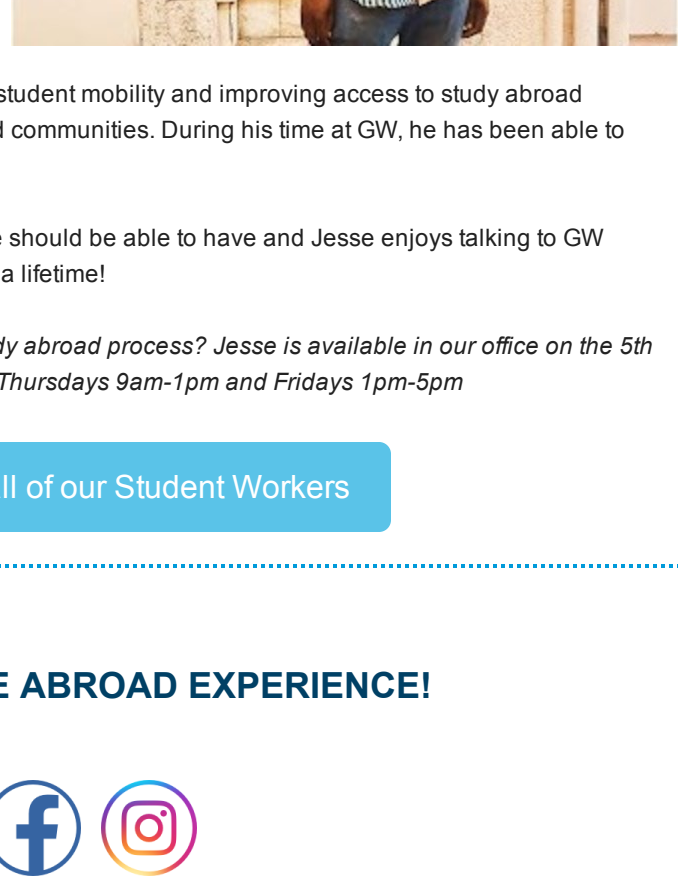 student mobility and improving access to study abroad
communities. During his time at GW, he has been able to
should be able to have and Jesse enjoys talking to GW
a lifetime!
abroad process? Jesse is available in our office on the 5th
Thursdays 9am-1pm and Fridays 1pm-5pm
of our Student Workers
ABROAD EXPERIENCE!